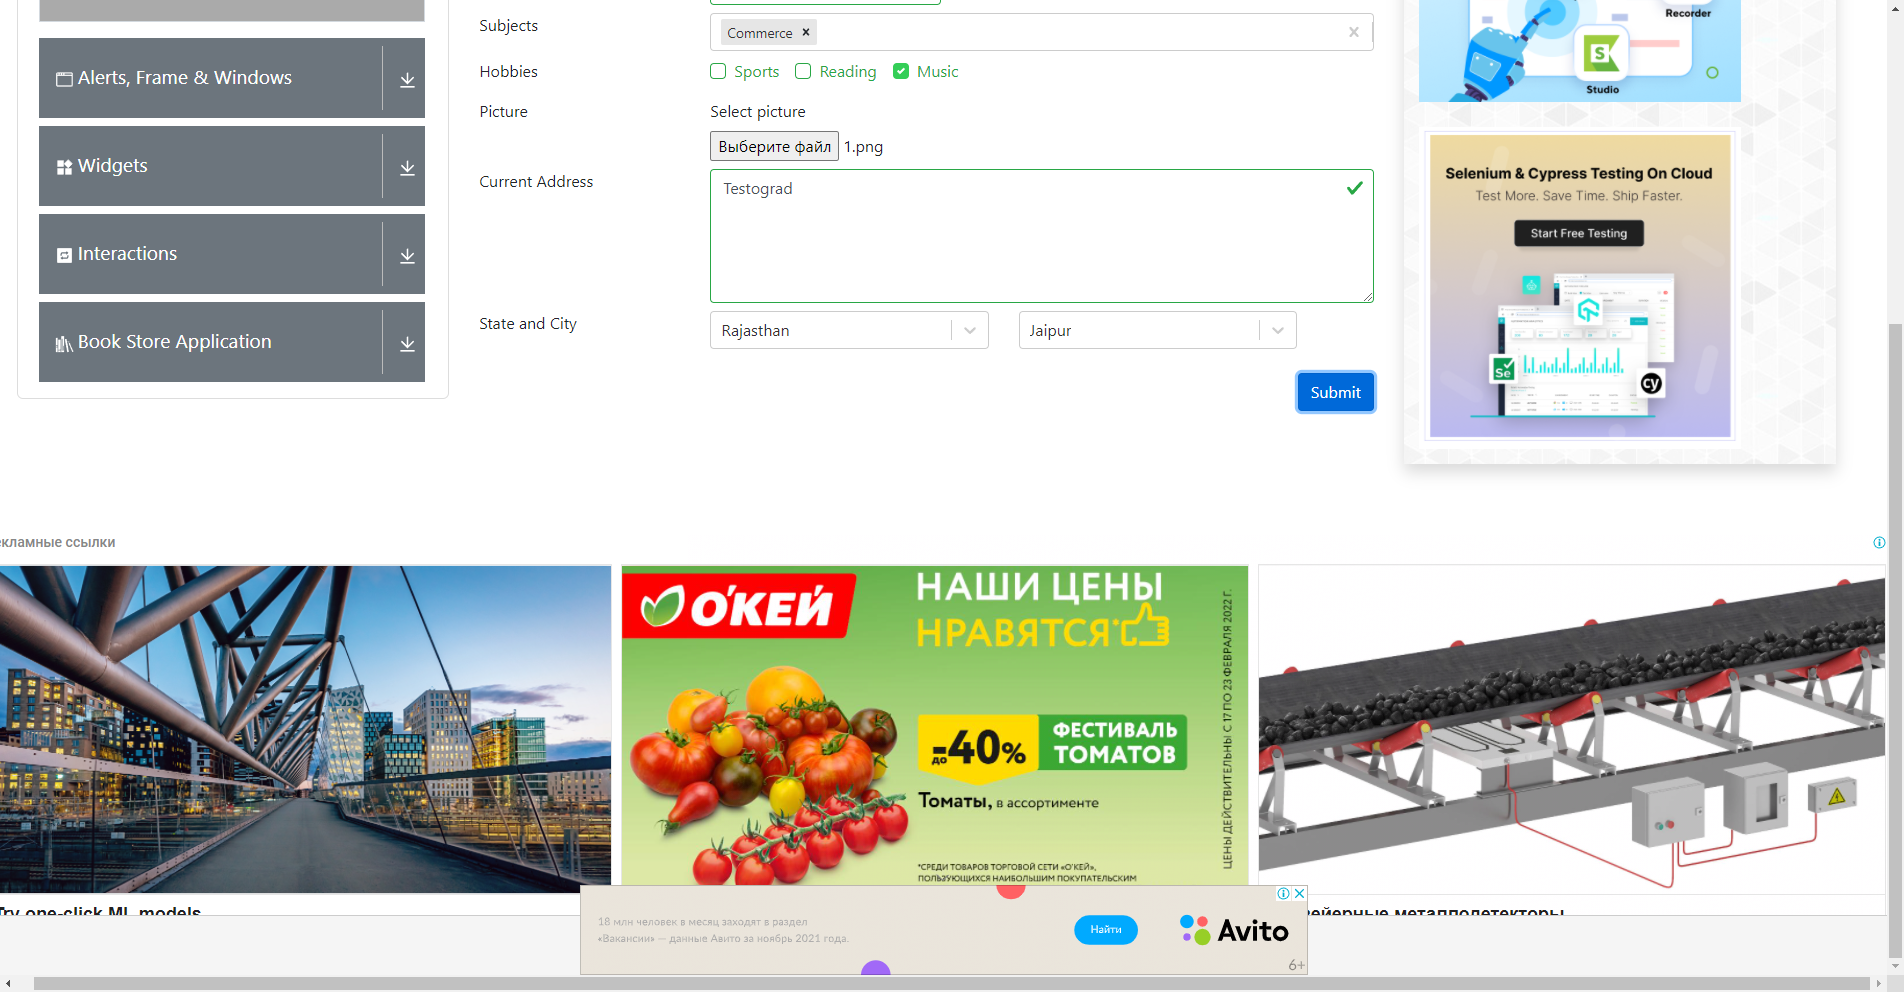 Alerts, Frame & Windows
Widgets
Interactions
Book Store Application
Subjects
Commerce ×
Hobbies
Sports
Reading
Music
Picture
Select picture
Выберите файл 1.png
Current Address
Testograd
State and City
Rajasthan
Jaipur
Submit
Recorder
S
Studio
Selenium & Cypress Testing On Cloud
Test More. Save Time. Ship Faster.
Start Free Testing
Se
cy
екламные ссылки
О'КЕЙ
НАШИ ЦЕНЫ
НРАВЯТСЯ*
до -40%
ФЕСТИВАЛЬ
ТОМАТОВ
Томаты, в ассортименте
*СРЕДИ ТОВАРОВ ТОРГОВОЙ СЕТИ «О'КЕЙ»,
ПОЛЬЗУЮЩИХСЯ НАИБОЛЬШИМ ПОКУПАТЕЛЬСКИМ
ЦЕНЫ ДЕЙСТВИТЕЛЬНЫ С 17 ПО 23 ФЕВРАЛЯ 2022 Г.
Try one-click ML models
ейерные металлодетекторы
18 млн человек в месяц заходят в раздел
«Вакансии» — данные Авито за ноябрь 2021 года.
Найти
Avito
6+